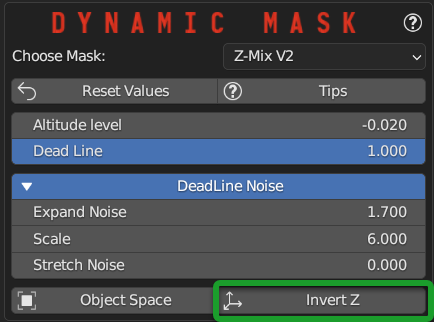 DYNAMIC MASK
Choose Mask: Z-Mix V2
Reset Values Tips
Altitude level -0.020
Dead Line 1.000
DeadLine Noise
Expand Noise 1.700
Scale 6.000
Stretch Noise 0.000
Object Space Invert Z